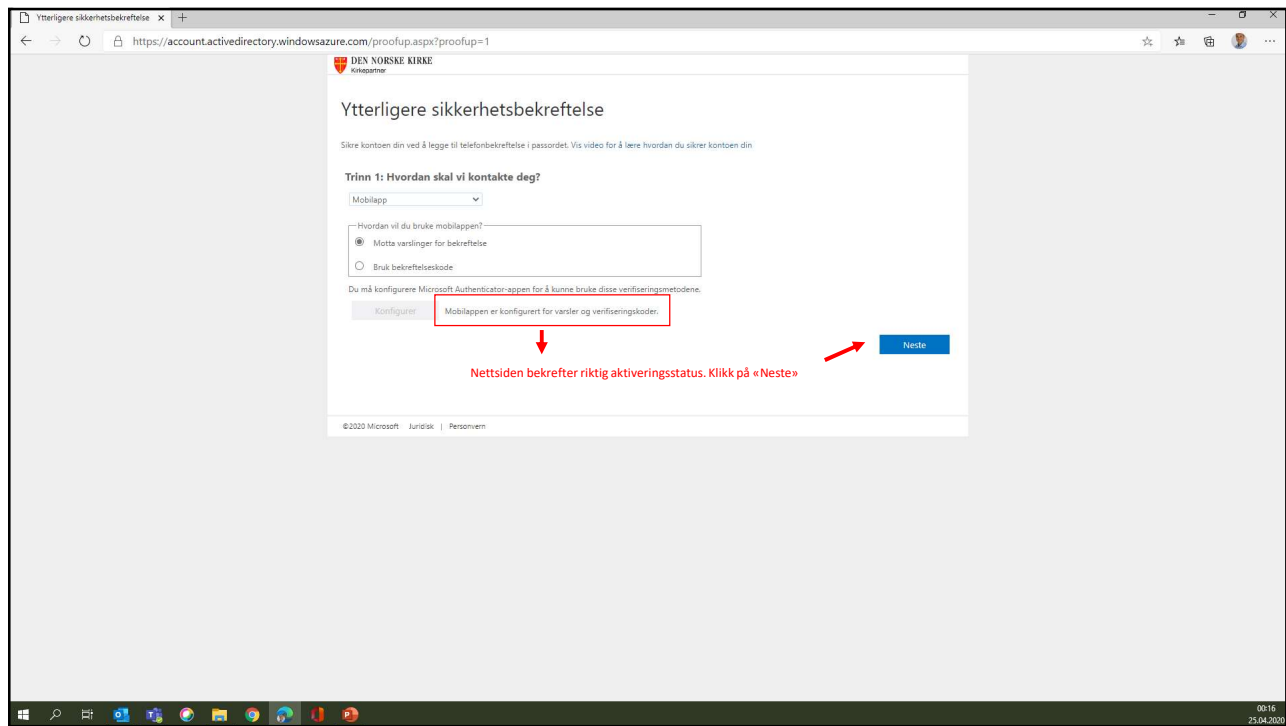 Ytterligere sikkerhetsbekreftelse
https://account.activedirectory.windowsazure.com/proofup.aspx?proofup=1
DEN NORSKE KIRKE
Kirkepartner
Ytterligere sikkerhetsbekreftelse
Sikre kontoen din ved å legge til telefonbekreftelse i passordet. Vis video for å lære hvordan du sikrer kontoen din
Trinn 1: Hvordan skal vi kontakte deg?
Mobilapp
Hvordan vil du bruke mobilappen?
Motta varslinger for bekreftelse
Bruk bekreftelseskode
Du må konfigurere Microsoft Authenticator-appen for å kunne bruke disse verifiseringsmetodene.
Konfigurer Mobilappen er konfigurert for varsler og verifiseringskoder.
Neste
Nettsiden bekrefter riktig aktiveringsstatus. Klikk på «Neste»
©2020 Microsoft Juridisk | Personvern
00:16
25.04.2020